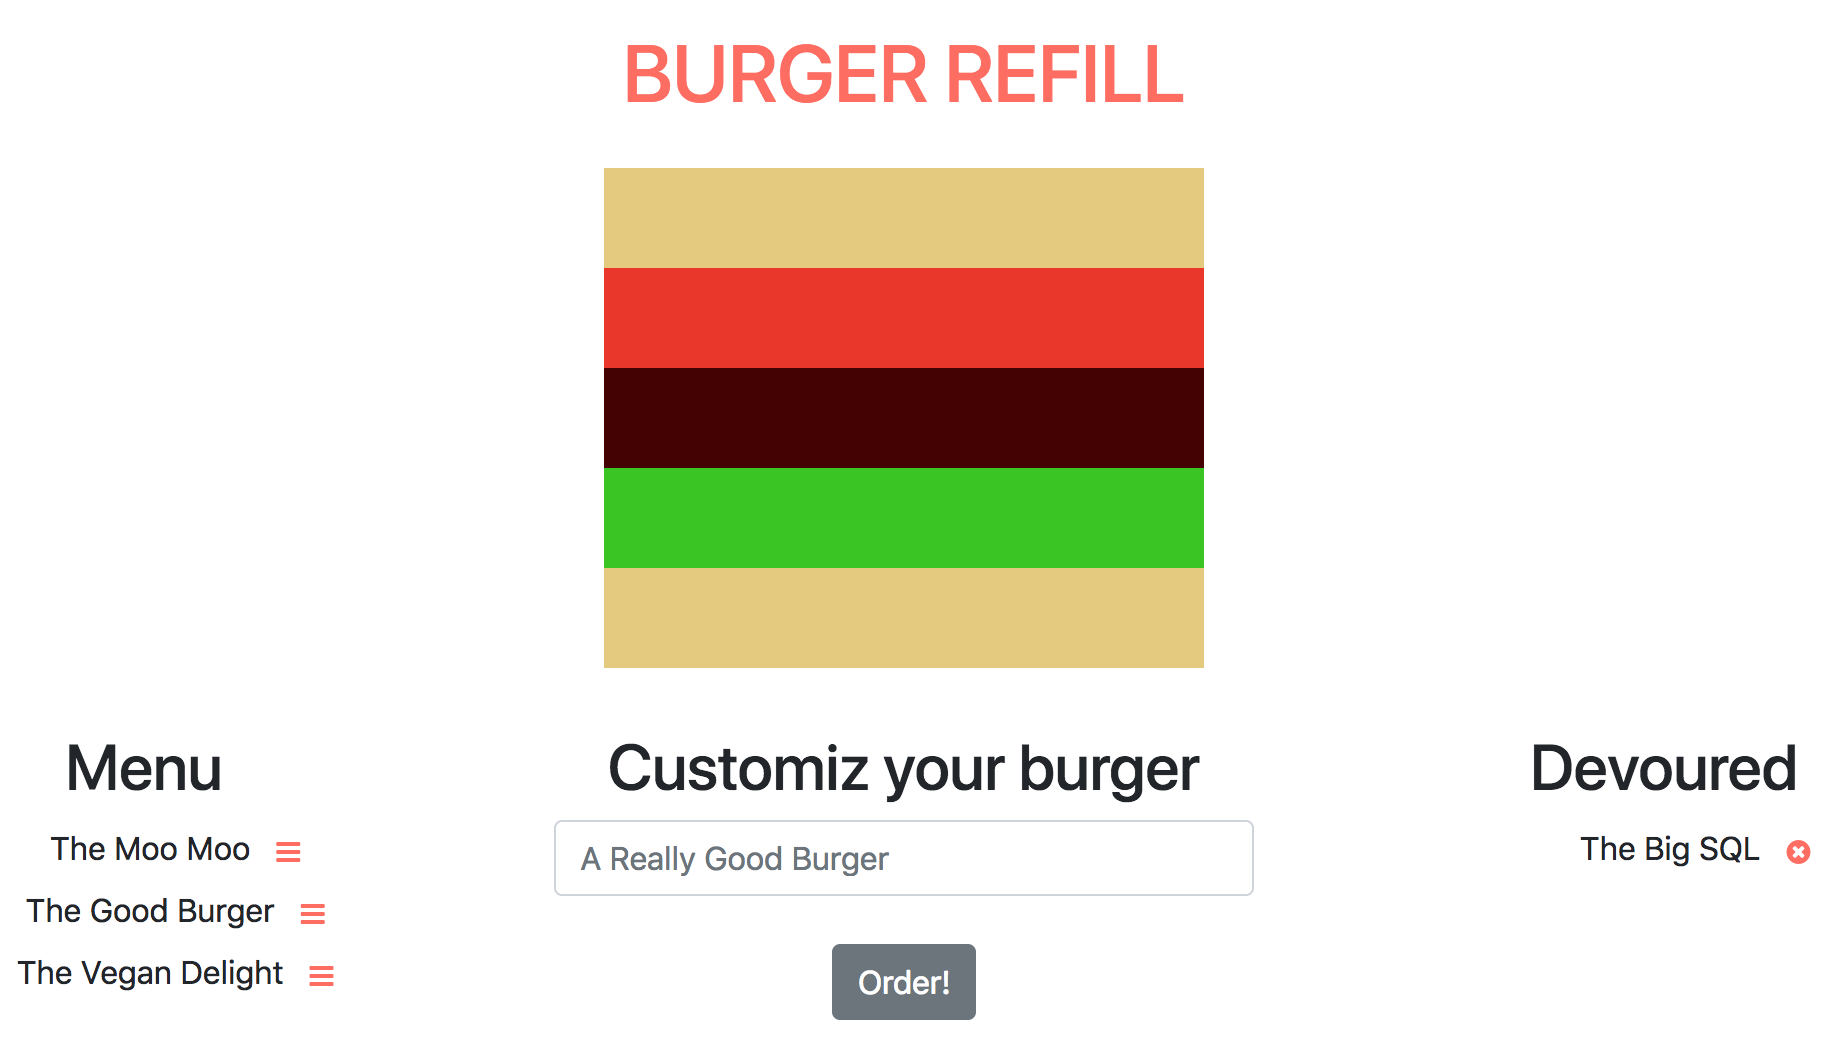 BURGER REFILL
Menu
The Moo Moo
The Good Burger
The Vegan Delight
Customiz your burger
A Really Good Burger
Order!
Devoured
The Big SQL